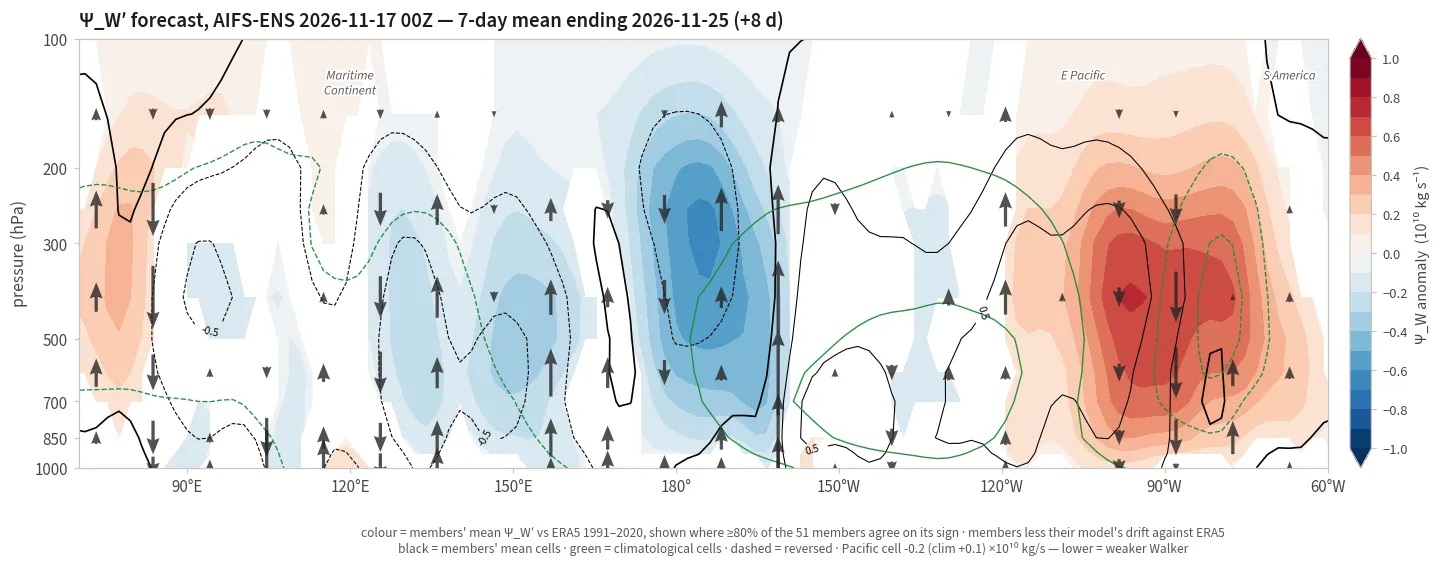 Ψ_W′ forecast, AIFS-ENS 2026-11-17 00Z — 7-day mean ending 2026-11-25 (+8 d)
100
200
300
400
500
700
850
1000
pressure (hPa)
Maritime
Continent
E Pacific
S America
-0.5
-0.5
0.5
0.5
90°E
120°E
150°E
180°
150°W
120°W
90°W
60°W
1.0
0.8
0.6
0.4
0.2
0.0
−0.2
−0.4
−0.6
−0.8
−1.0
Ψ_W anomaly (10¹⁰ kg s⁻¹)
colour = members' mean Ψ_W′ vs ERA5 1991–2020, shown where ≥80% of the 51 members agree on its sign · members less their model's drift against ERA5
black = members' mean cells · green = climatological cells · dashed = reversed · Pacific cell -0.2 (clim +0.1) ×10¹⁰ kg/s — lower = weaker Walker